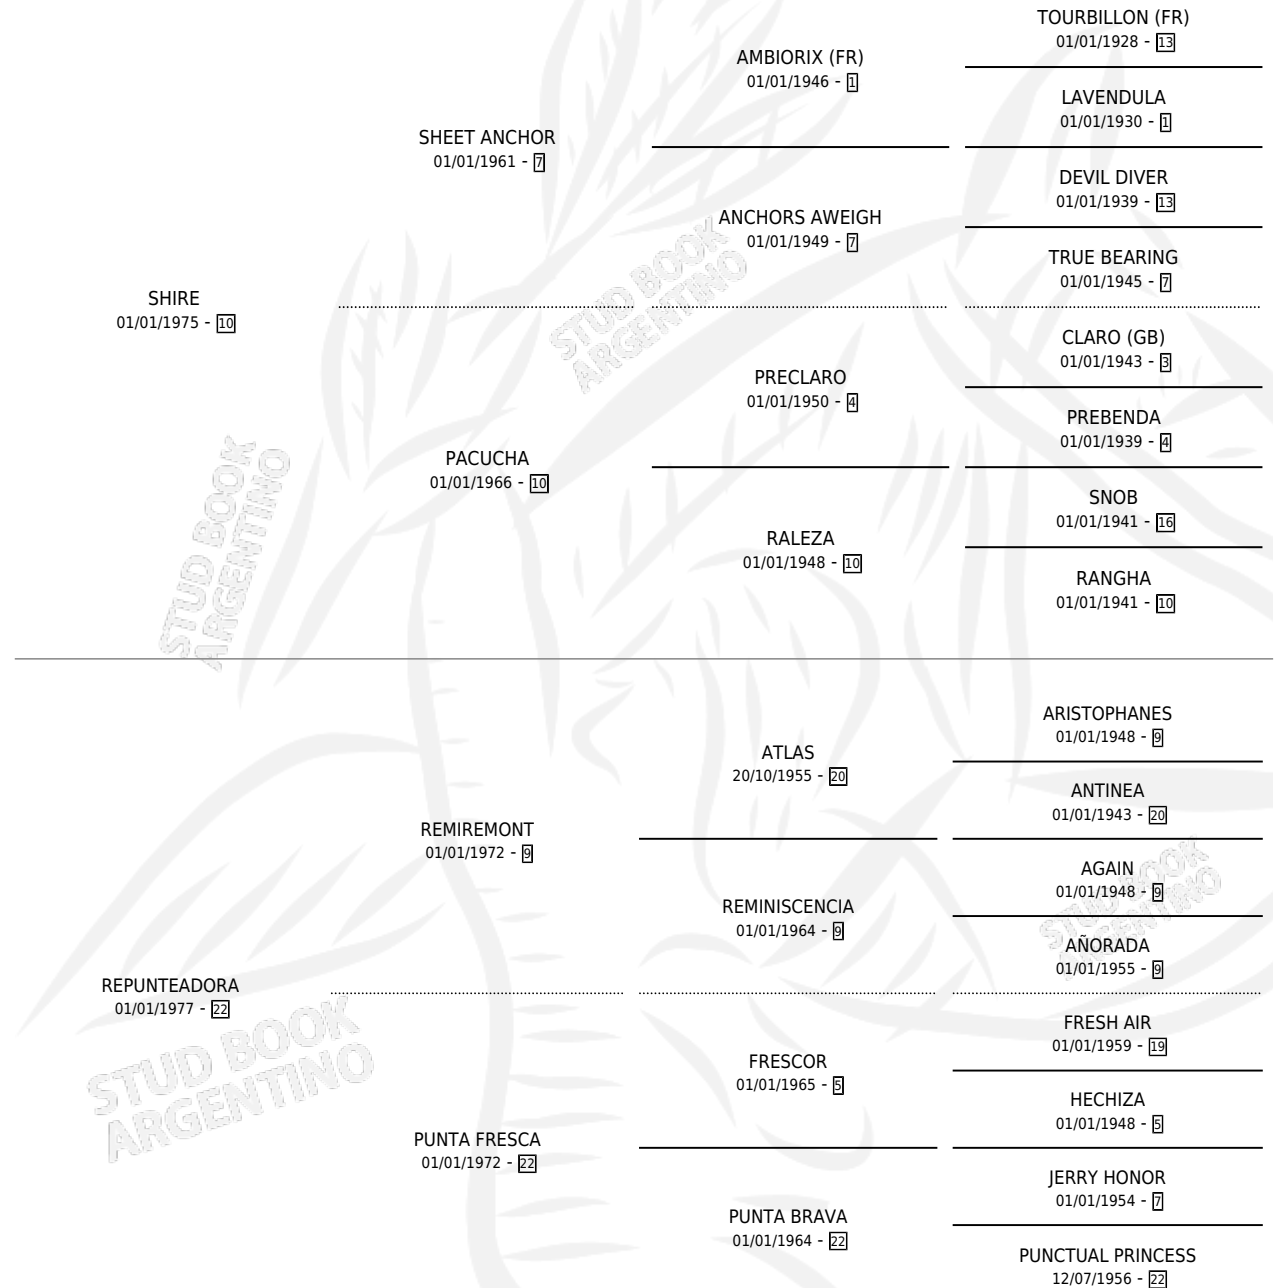 TOURBILLON (FR)
01/01/1928 - 13
AMBIORIX (FR)
01/01/1946 - 1
LAVENDULA
01/01/1930 - 1
SHEET ANCHOR
01/01/1961 - 7
DEVIL DIVER
01/01/1939 - 13
ANCHORS AWEIGH
01/01/1949 - 7
TRUE BEARING
01/01/1945 - 7
SHIRE
01/01/1975 - 10
STUD BOOK
ARGENTINO
CLARO (GB)
01/01/1943 - 3
PRECLARO
01/01/1950 - 4
PREBENDA
01/01/1939 - 4
PACUCHA
01/01/1966 - 10
SNOB
01/01/1941 - 16
RALEZA
01/01/1948 - 10
RANGHA
01/01/1941 - 10
STUD BOOK
ARGENTINO
ARISTOPHANES
01/01/1948 - 9
ATLAS
20/10/1955 - 20
ANTINEA
01/01/1943 - 20
REMIREMONT
01/01/1972 - 9
AGAIN
01/01/1948 - 9
REMINISCENCIA
01/01/1964 - 9
STUD BOOK
ARGENTINO
AÑORADA
01/01/1955 - 9
REPUNTEADORA
01/01/1977 - 22
STUD BOOK
ARGENTINO
FRESH AIR
01/01/1959 - 19
FRESCOR
01/01/1965 - 5
HECHIZA
01/01/1948 - 5
PUNTA FRESCA
01/01/1972 - 22
JERRY HONOR
01/01/1954 - 7
PUNTA BRAVA
01/01/1964 - 22
PUNCTUAL PRINCESS
12/07/1956 - 22